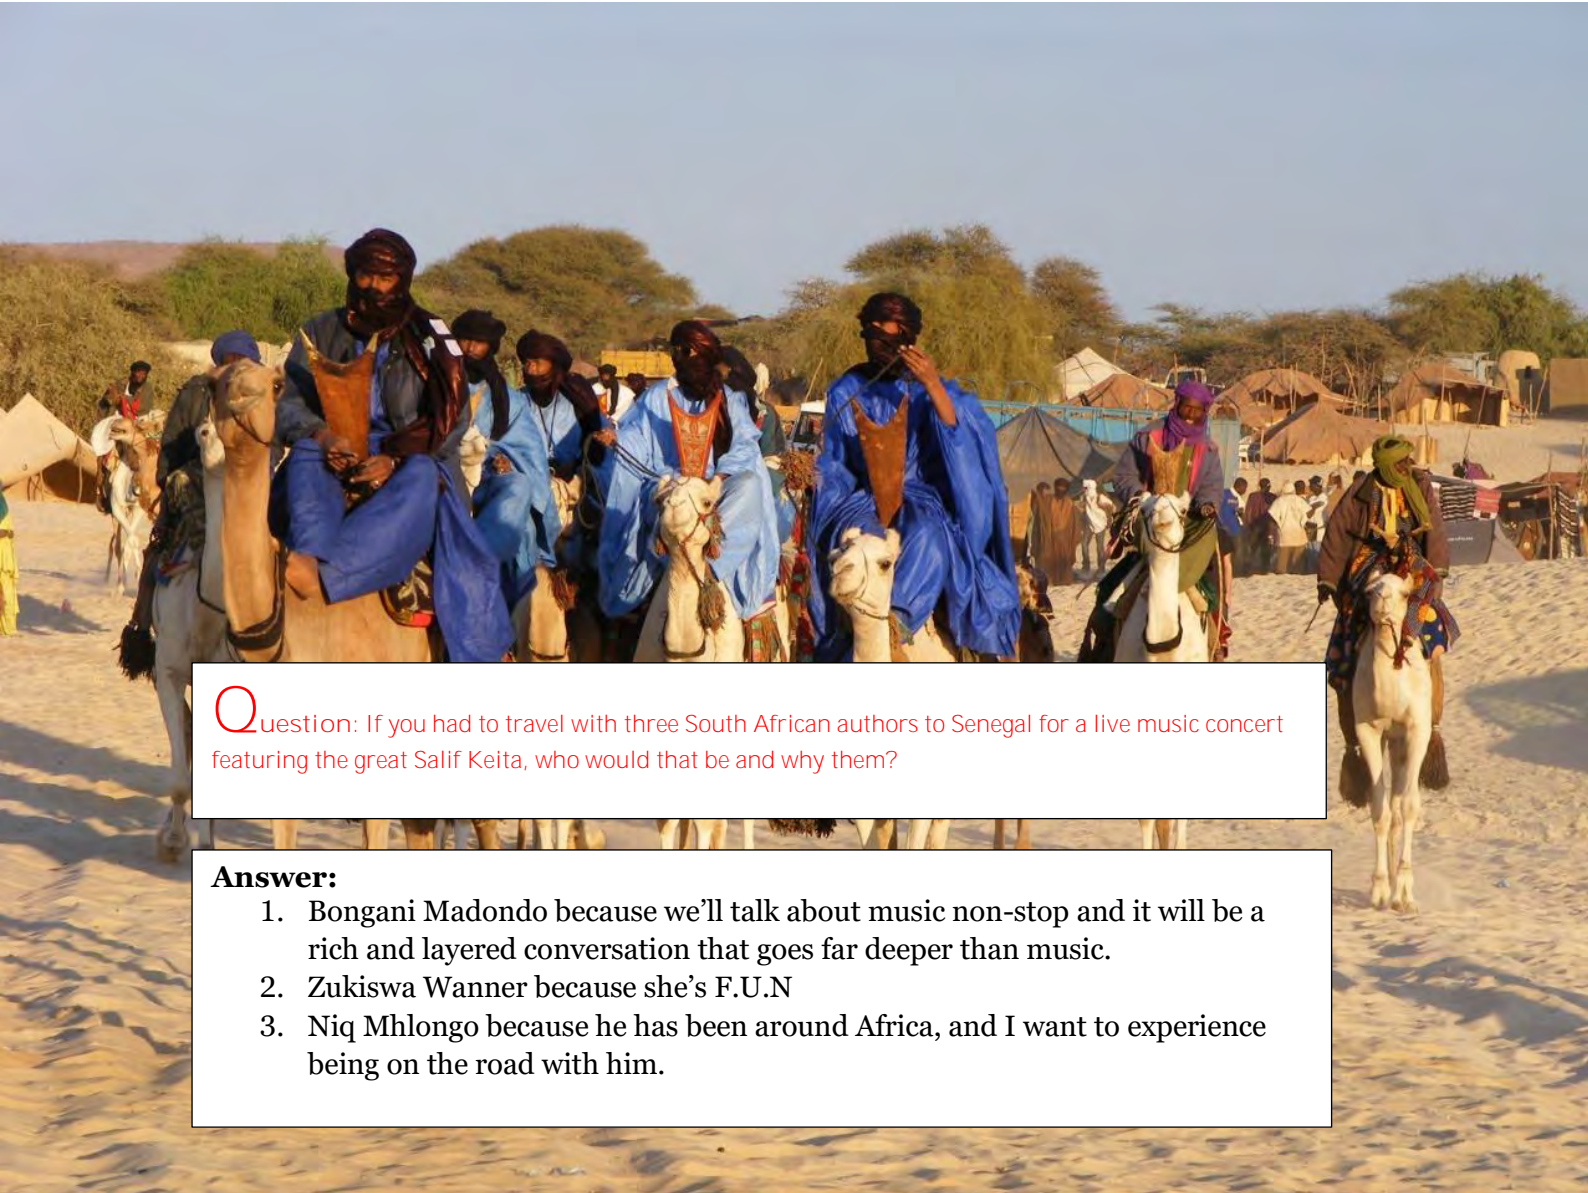 Question: If you had to travel with three South African authors to Senegal for a live music concert
featuring the great Salif Keita, who would that be and why them?
Answer:
1. Bongani Madondo because we’ll talk about music non-stop and it will be a
rich and layered conversation that goes far deeper than music.
2. Zukiswa Wanner because she’s F.U.N
3. Niq Mhlongo because he has been around Africa, and I want to experience
being on the road with him.